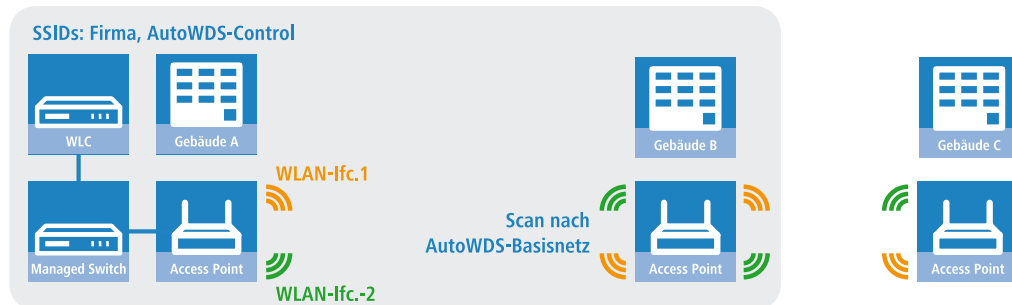 SSIDs: Firma, AutoWDS-Control
WLC
Gebäude A
Gebäude B
Gebäude C
WLAN-Ifc.1
Scan nach
AutoWDS-Basisnetz
Managed Switch
Access Point
Access Point
Access Point
WLAN-Ifc.-2